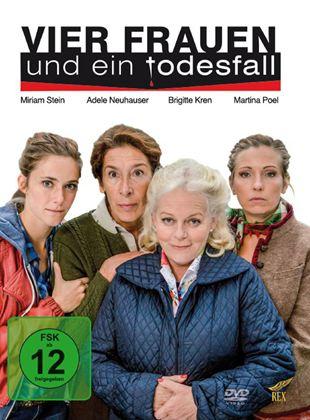 VIER FRAUEN
und ein todesfall
Miriam Stein Adele Neuhauser Brigitte Kren Martina Poel
FSK
ab
12
freigegeben
DVD
VIDEO
REX